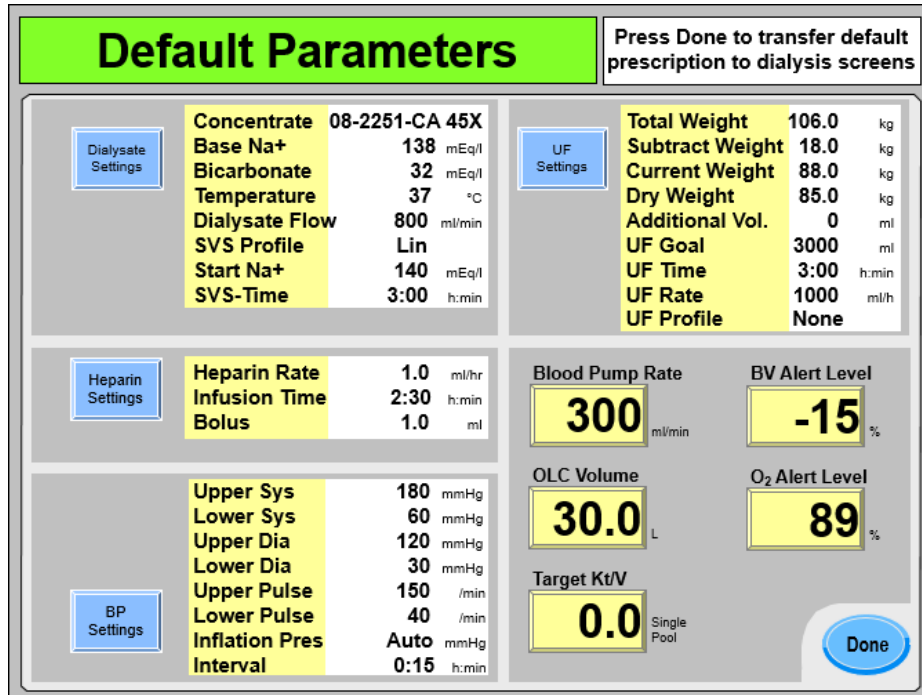 Default Parameters
Press Done to transfer default
prescription to dialysis screens
Dialysate
Settings
Concentrate 08-2251-CA 45X
Base Na+ 138 mEq/l
Bicarbonate 32 mEq/l
Temperature 37 °C
Dialysate Flow 800 ml/min
SVS Profile Lin
Start Na+ 140 mEq/l
SVS-Time 3:00 h:min
UF
Settings
Total Weight 106.0 kg
Subtract Weight 18.0 kg
Current Weight 88.0 kg
Dry Weight 85.0 kg
Additional Vol. 0 ml
UF Goal 3000 ml
UF Time 3:00 h:min
UF Rate 1000 ml/h
UF Profile None
Heparin
Settings
Heparin Rate 1.0 ml/hr
Infusion Time 2:30 h:min
Bolus 1.0 ml
BP
Settings
Upper Sys 180 mmHg
Lower Sys 60 mmHg
Upper Dia 120 mmHg
Lower Dia 30 mmHg
Upper Pulse 150 /min
Lower Pulse 40 /min
Inflation Pres Auto mmHg
Interval 0:15 h:min
Blood Pump Rate
300 ml/min
BV Alert Level
-15 %
OLC Volume
30.0 L
O₂ Alert Level
89 %
Target Kt/V
0.0 Single
Pool
Done